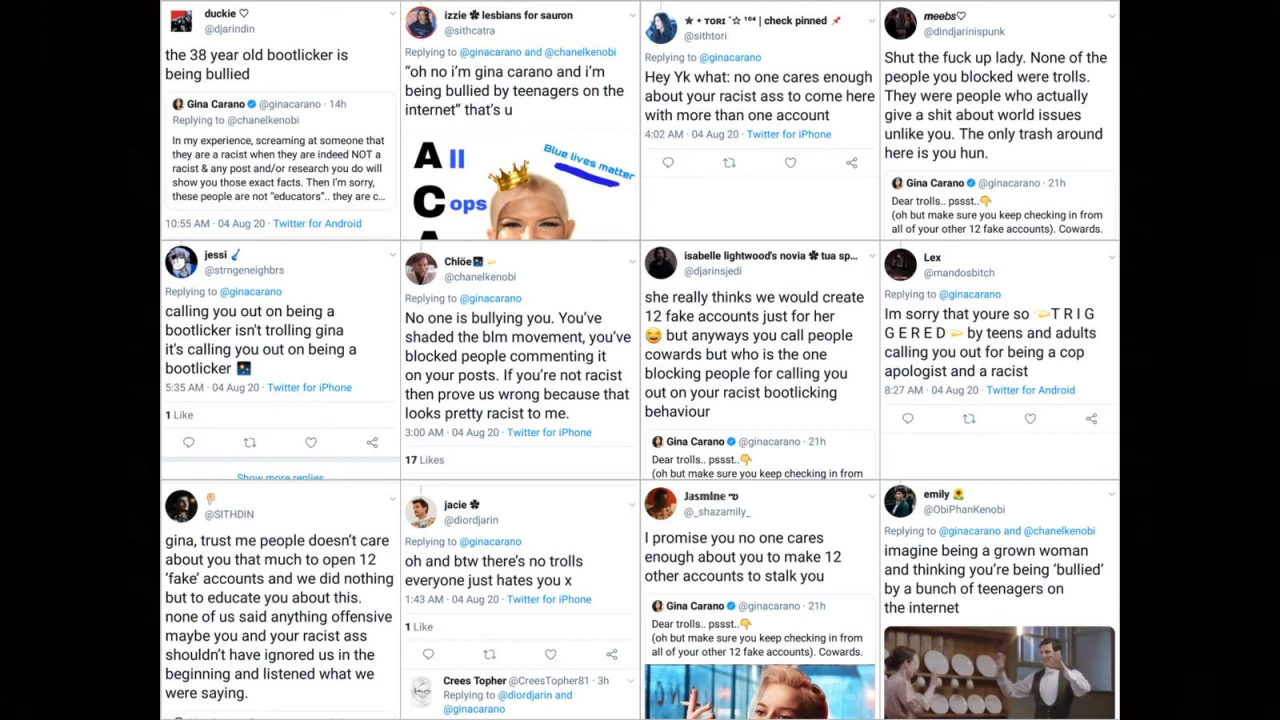 duckie ♡
@djarindin
the 38 year old bootlicker is
being bullied
Gina Carano @ginacarano · 14h
Replying to @chanelkenobi
In my experience, screaming at someone that
they are a racist when they are indeed NOT a
racist & any post and/or research you do will
show you those exact facts. Then I'm sorry,
these people are not "educators".. they are c...
10:55 AM · 04 Aug 20 · Twitter for Android
izzie ✽ lesbians for sauron
@sithcatra
Replying to @ginacarano and @chanelkenobi
"oh no i'm gina carano and i'm
being bullied by teenagers on the
internet" that's u
All
Cops
A
Blue lives matter
★ ⋆ TORI ˚☆ ¹⁰⁴ | check pinned 📌
@sithtori
Replying to @ginacarano
Hey Yk what: no one cares enough
about your racist ass to come here
with more than one account
4:02 AM · 04 Aug 20 · Twitter for iPhone
meebs♡
@dindjarinispunk
Shut the fuck up lady. None of the
people you blocked were trolls.
They were people who actually
give a shit about world issues
unlike you. The only trash around
here is you hun.
Gina Carano @ginacarano · 21h
Dear trolls.. pssst..👇
(oh but make sure you keep checking in from
all of your other 12 fake accounts). Cowards.
jessi
@strngeneighbrs
Replying to @ginacarano
calling you out on being a
bootlicker isn't trolling gina
it's calling you out on being a
bootlicker
5:35 AM · 04 Aug 20 · Twitter for iPhone
1 Like
Show more replies
Chlöe
@chanelkenobi
Replying to @ginacarano
No one is bullying you. You've
shaded the blm movement, you've
blocked people commenting it
on your posts. If you're not racist
then prove us wrong because that
looks pretty racist to me.
3:00 AM · 04 Aug 20 · Twitter for iPhone
17 Likes
isabelle lightwood's novia ✽ tua sp...
@djarinsjedi
she really thinks we would create
12 fake accounts just for her
😂 but anyways you call people
cowards but who is the one
blocking people for calling you
out on your racist bootlicking
behaviour
Gina Carano @ginacarano · 21h
Dear trolls.. pssst..👇
(oh but make sure you keep checking in from
Lex
@mandosbitch
Replying to @ginacarano
Im sorry that youre so T R I G
G E R E D by teens and adults
calling you out for being a cop
apologist and a racist
8:27 AM · 04 Aug 20 · Twitter for Android
@SITHDIN
gina, trust me people doesn't care
about you that much to open 12
'fake' accounts and we did nothing
but to educate you about this.
none of us said anything offensive
maybe you and your racist ass
shouldn't have ignored us in the
beginning and listened what we
were saying.
jacie ✽
@diordjarin
Replying to @ginacarano
oh and btw there's no trolls
everyone just hates you x
1:43 AM · 04 Aug 20 · Twitter for iPhone
1 Like
Crees Topher @CreesTopher81 · 3h
Replying to @diordjarin and
@ginacarano
Jasmine
@_shazamily_
I promise you no one cares
enough about you to make 12
other accounts to stalk you
Gina Carano @ginacarano · 21h
Dear trolls.. pssst..👇
(oh but make sure you keep checking in from
all of your other 12 fake accounts). Cowards.
emily 🌻
@ObiPhanKenobi
Replying to @ginacarano and @chanelkenobi
imagine being a grown woman
and thinking you're being 'bullied'
by a bunch of teenagers on
the internet